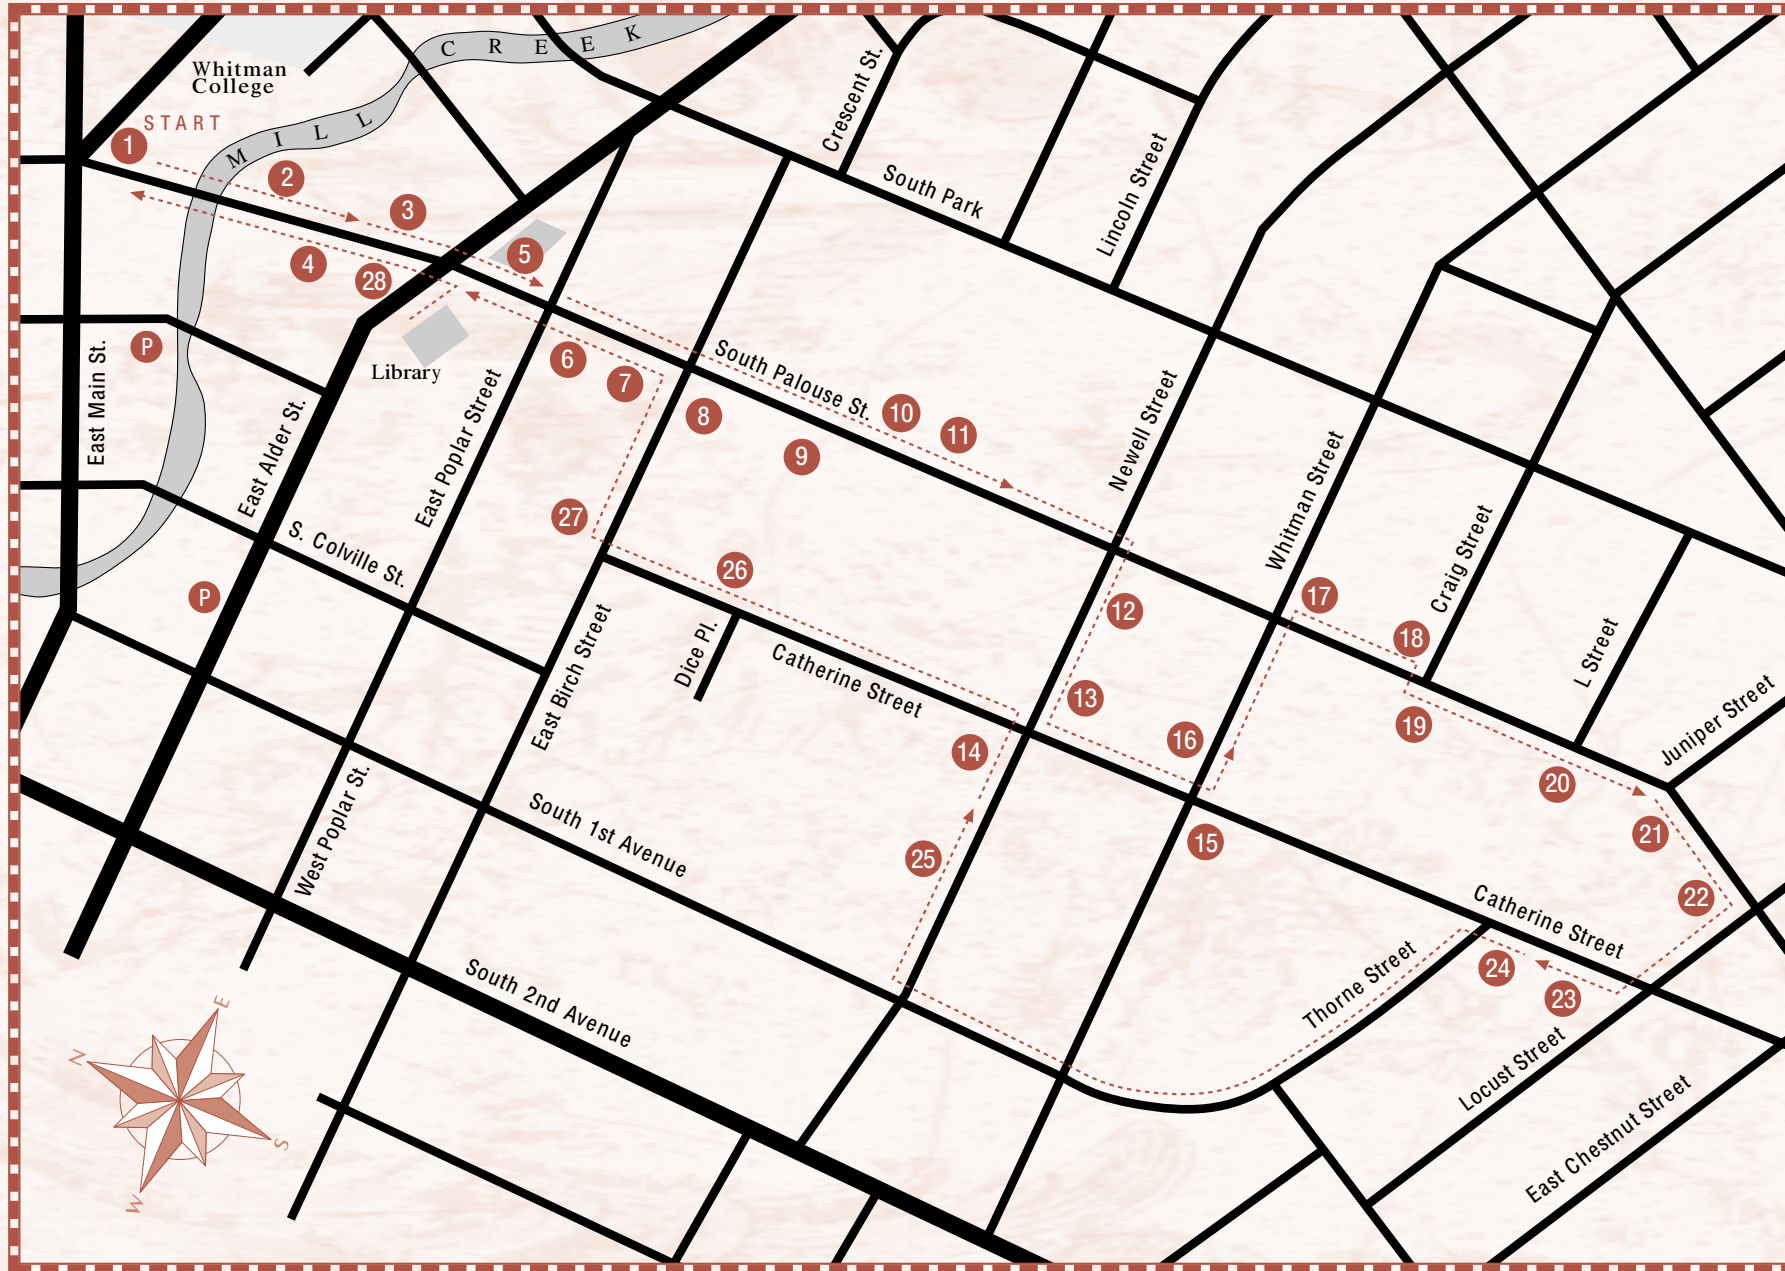 CREEK
Whitman
College
START
MILL
1
2
3
4
28
5
Crescent St.
South Park
Lincoln Street
P
Library
East Main St.
East Alder St.
East Poplar Street
6
7
8
South Palouse St.
9
10
11
Newell Street
Whitman Street
Craig Street
S. Colville St.
27
26
P
East Birch Street
Dice Pl.
Catherine Street
12
13
14
16
17
18
19
L Street
Juniper Street
20
21
22
15
25
West Poplar St.
South 1st Avenue
South 2nd Avenue
Catherine Street
Thorne Street
24
23
Locust Street
East Chestnut Street
E
N
S
W